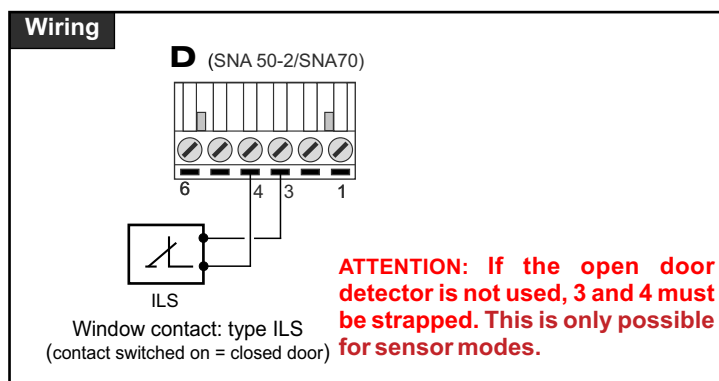 Wiring
D (SNA 50-2/SNA70)
6 4 3 1
ILS
Window contact: type ILS
(contact switched on = closed door)
ATTENTION: If the open door
detector is not used, 3 and 4 must
be strapped. This is only possible
for sensor modes.